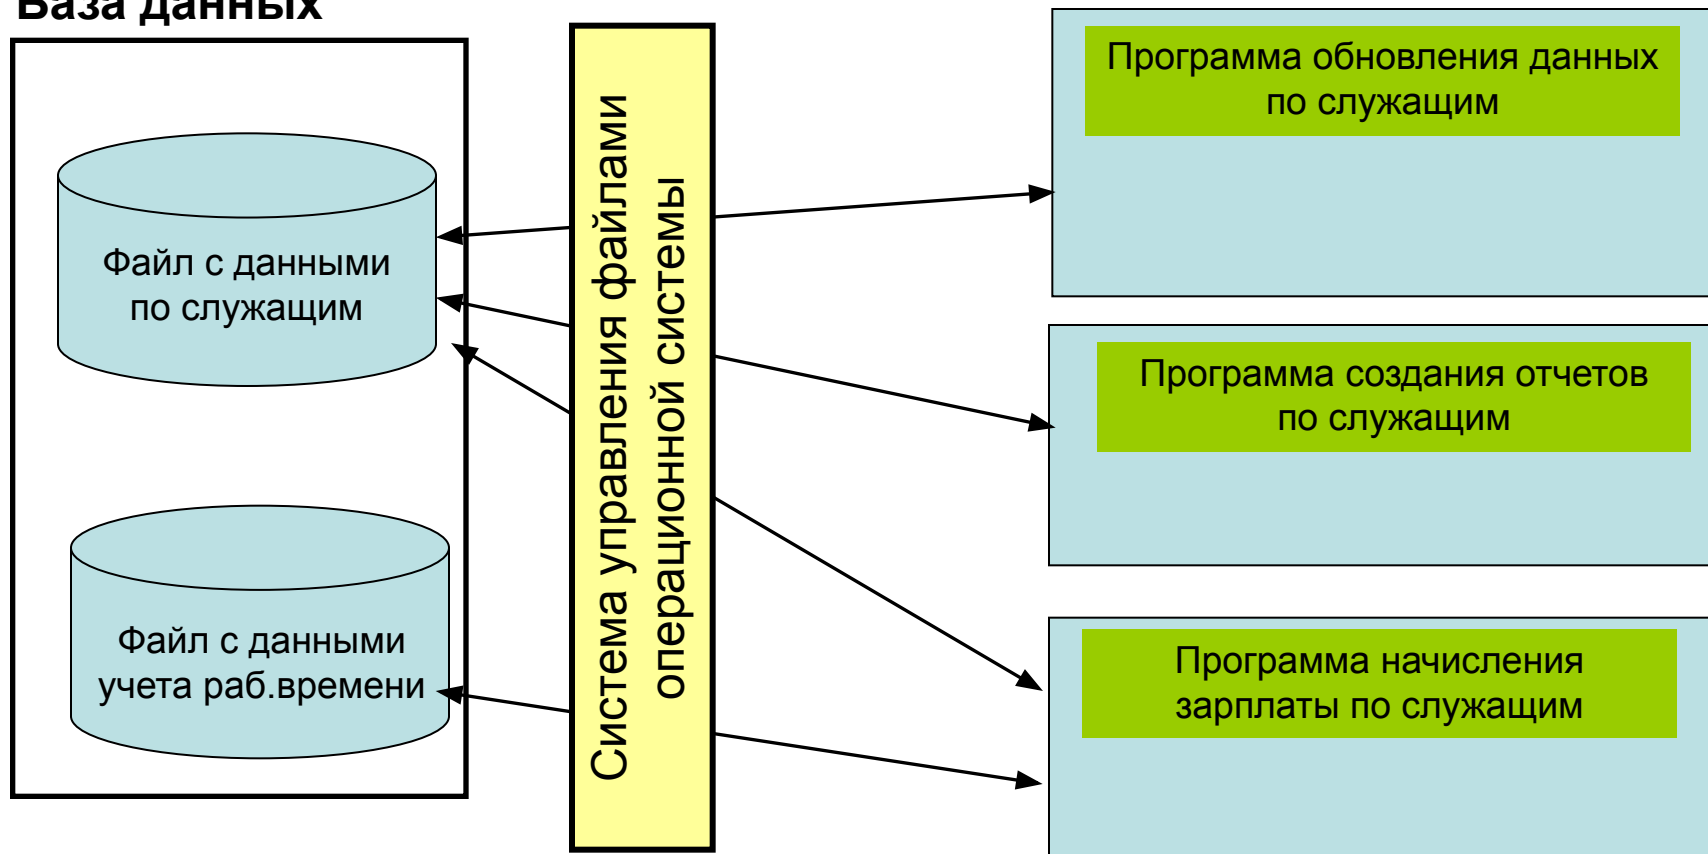 База данных
Файл с данными
по служащим
Файл с данными
учета раб.времени
Система управления файлами
операционной системы
Программа обновления данных
по служащим
Программа создания отчетов
по служащим
Программа начисления
зарплаты по служащим